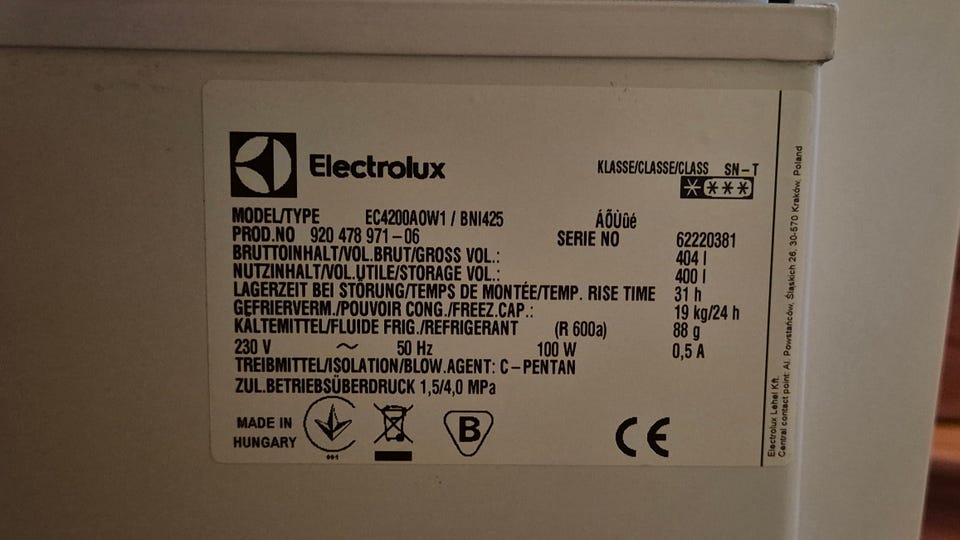 Electrolux
KLASSE/CLASSE/CLASS SN-T
MODEL/TYPE EC4200AOW1 / BNI425 ÁÕÙûé
PROD.NO 920 478 971-06 SERIE NO 62220381
BRUTTOINHALT/VOL.BRUT/GROSS VOL.: 404 l
NUTZINHALT/VOL.UTILE/STORAGE VOL.: 400 l
LAGERZEIT BEI STÖRUNG/TEMPS DE MONTÉE/TEMP. RISE TIME 31 h
GEFRIERVERM./POUVOIR CONG./FREEZ.CAP.: 19 kg/24 h
KÄLTEMITTEL/FLUIDE FRIG./REFRIGERANT (R 600a) 88 g
230 V ~ 50 Hz 100 W 0,5 A
TREIBMITTEL/ISOLATION/BLOW.AGENT: C-PENTAN
ZUL.BETRIEBSÜBERDRUCK 1,5/4,0 MPa
MADE IN
HUNGARY
001
B
CE
Electrolux Lehel Kft.
Central contact point: Al. Powstańców, Śląskich 26, 30-570 Kraków, Poland